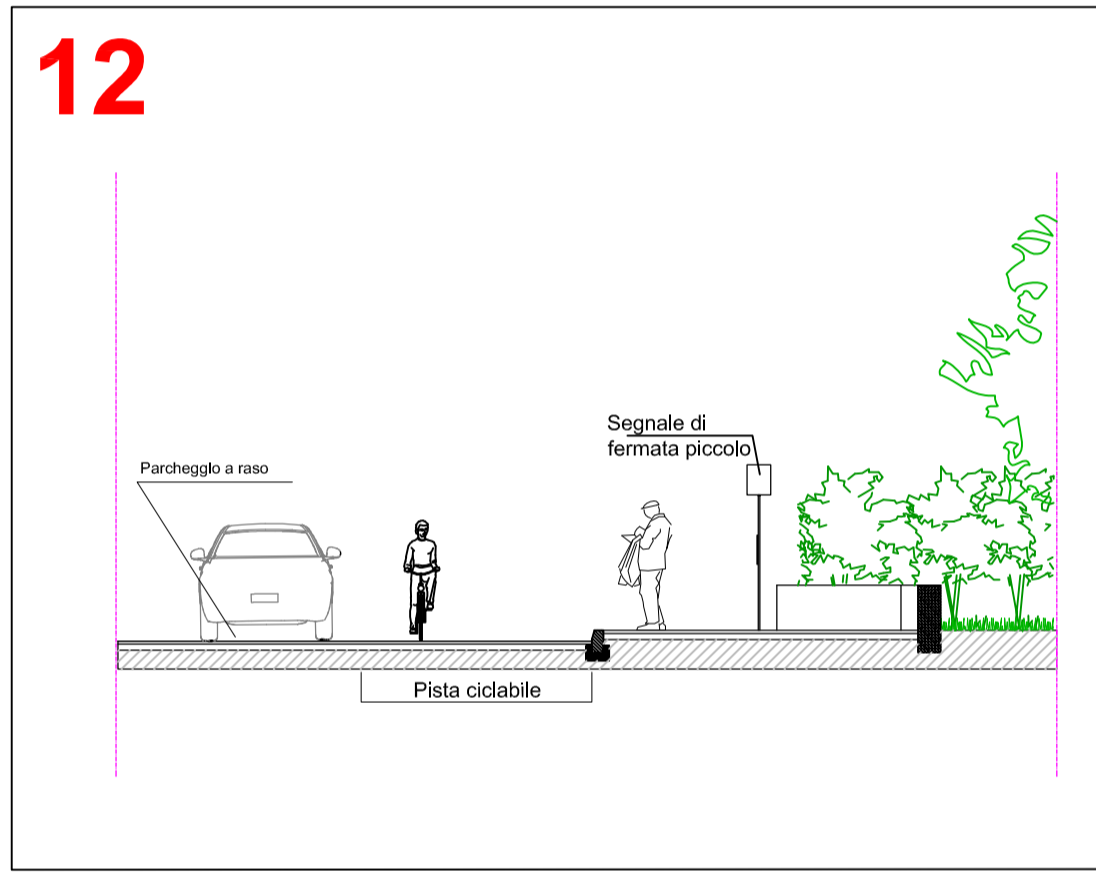 12
Segnale di
fermata piccolo
Parcheggio a raso
Pista ciclabile